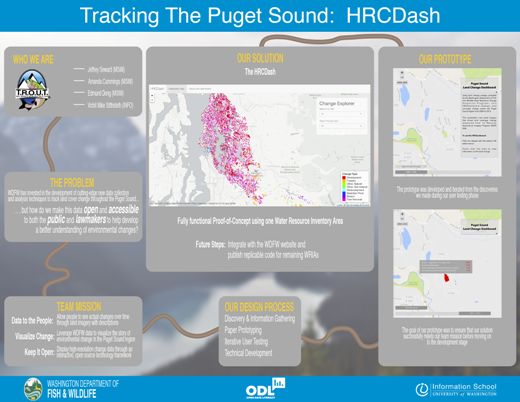 Tracking The Puget Sound: HRCDash
WHO WE ARE
T.R.O.U.T.
Jeffrey Seward (MSIM)
Amanda Cummings (MSIM)
Edmond Deng (MSIM)
THE PROBLEM
WDFW has invested in the development of cutting-edge new data collection
and analysis techniques to track land cover change throughout the Puget Sound...
... but how do we make this data open and accessible
to both the public and lawmakers to help develop
a better understanding of environmental changes?
TEAM MISSION
Data to the People:
Allow people to see actual changes over time
through land imagery with descriptions
Visualize Change:
Leverage WDFW data to visualize the story of
environmental change in the Puget Sound region
Keep It Open:
Display high-resolution change data through an
interactive, open source technology framework
OUR SOLUTION
The HRCDash
HRCDash
Change Explorer
Change Type
Fully functional Proof-of-Concept using one Water Resource Inventory Area
Future Steps: Integrate with the WDFW website and
publish replicable code for remaining WRIAs
OUR DESIGN PROCESS
Discovery & Information Gathering
Paper Prototyping
Iterative User Testing
Technical Development
OUR PROTOTYPE
Puget Sound
Land Change Dashboard
The prototype was developed and iterated from the discoveries
we made during our user testing phase
Puget Sound
Land Change Dashboard
The goal of our prototype was to ensure that our solution
successfully meets our team mission before moving on
to the development stage
WASHINGTON DEPARTMENT OF
FISH & WILDLIFE
ODL
OPEN DATA LITERACY
Information School
UNIVERSITY of WASHINGTON